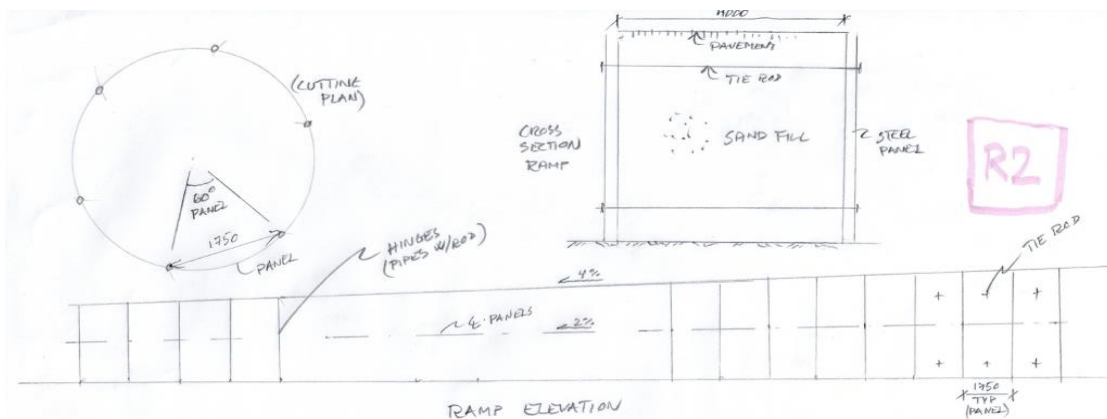 (CUTTING
PLAN)
60°
PANEL
1750
PANEL
4000
PAVEMENT
TIE ROD
CROSS
SECTION
RAMP
SAND FILL
STEEL
PANEL
R2
HINGES
(PIPES W/ROD)
TIE ROD
4%
℄ PANELS
2%
1750
TYP
(PANEL)
RAMP ELEVATION